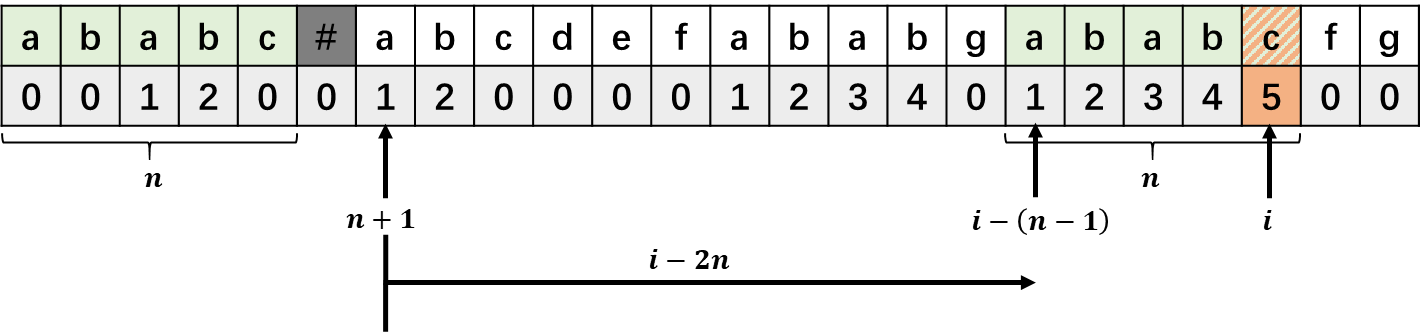 a b a b c # a b c d e f a b a b g a b a b c f g
0 0 1 2 0 0 1 2 0 0 0 0 1 2 3 4 0 1 2 3 4 5 0 0
n n
n + 1 i − (n − 1) i
i − 2n